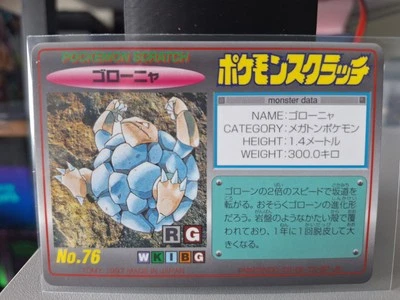 POCKEMON SCRATCH
ゴローニャ
R G
No.76
W K I B G
ポケモンスクラッチ
monster data
NAME:ゴローニャ
CATEGORY:メガトンポケモン
HEIGHT:1.4メートル
WEIGHT:300.0キロ
ゴローンの2倍のスピードで坂道を
転がる。おそらくゴローンの進化形
だろう。岩盤のようなかたい殻で覆
われており、1年に1回脱皮して大
きくなる。